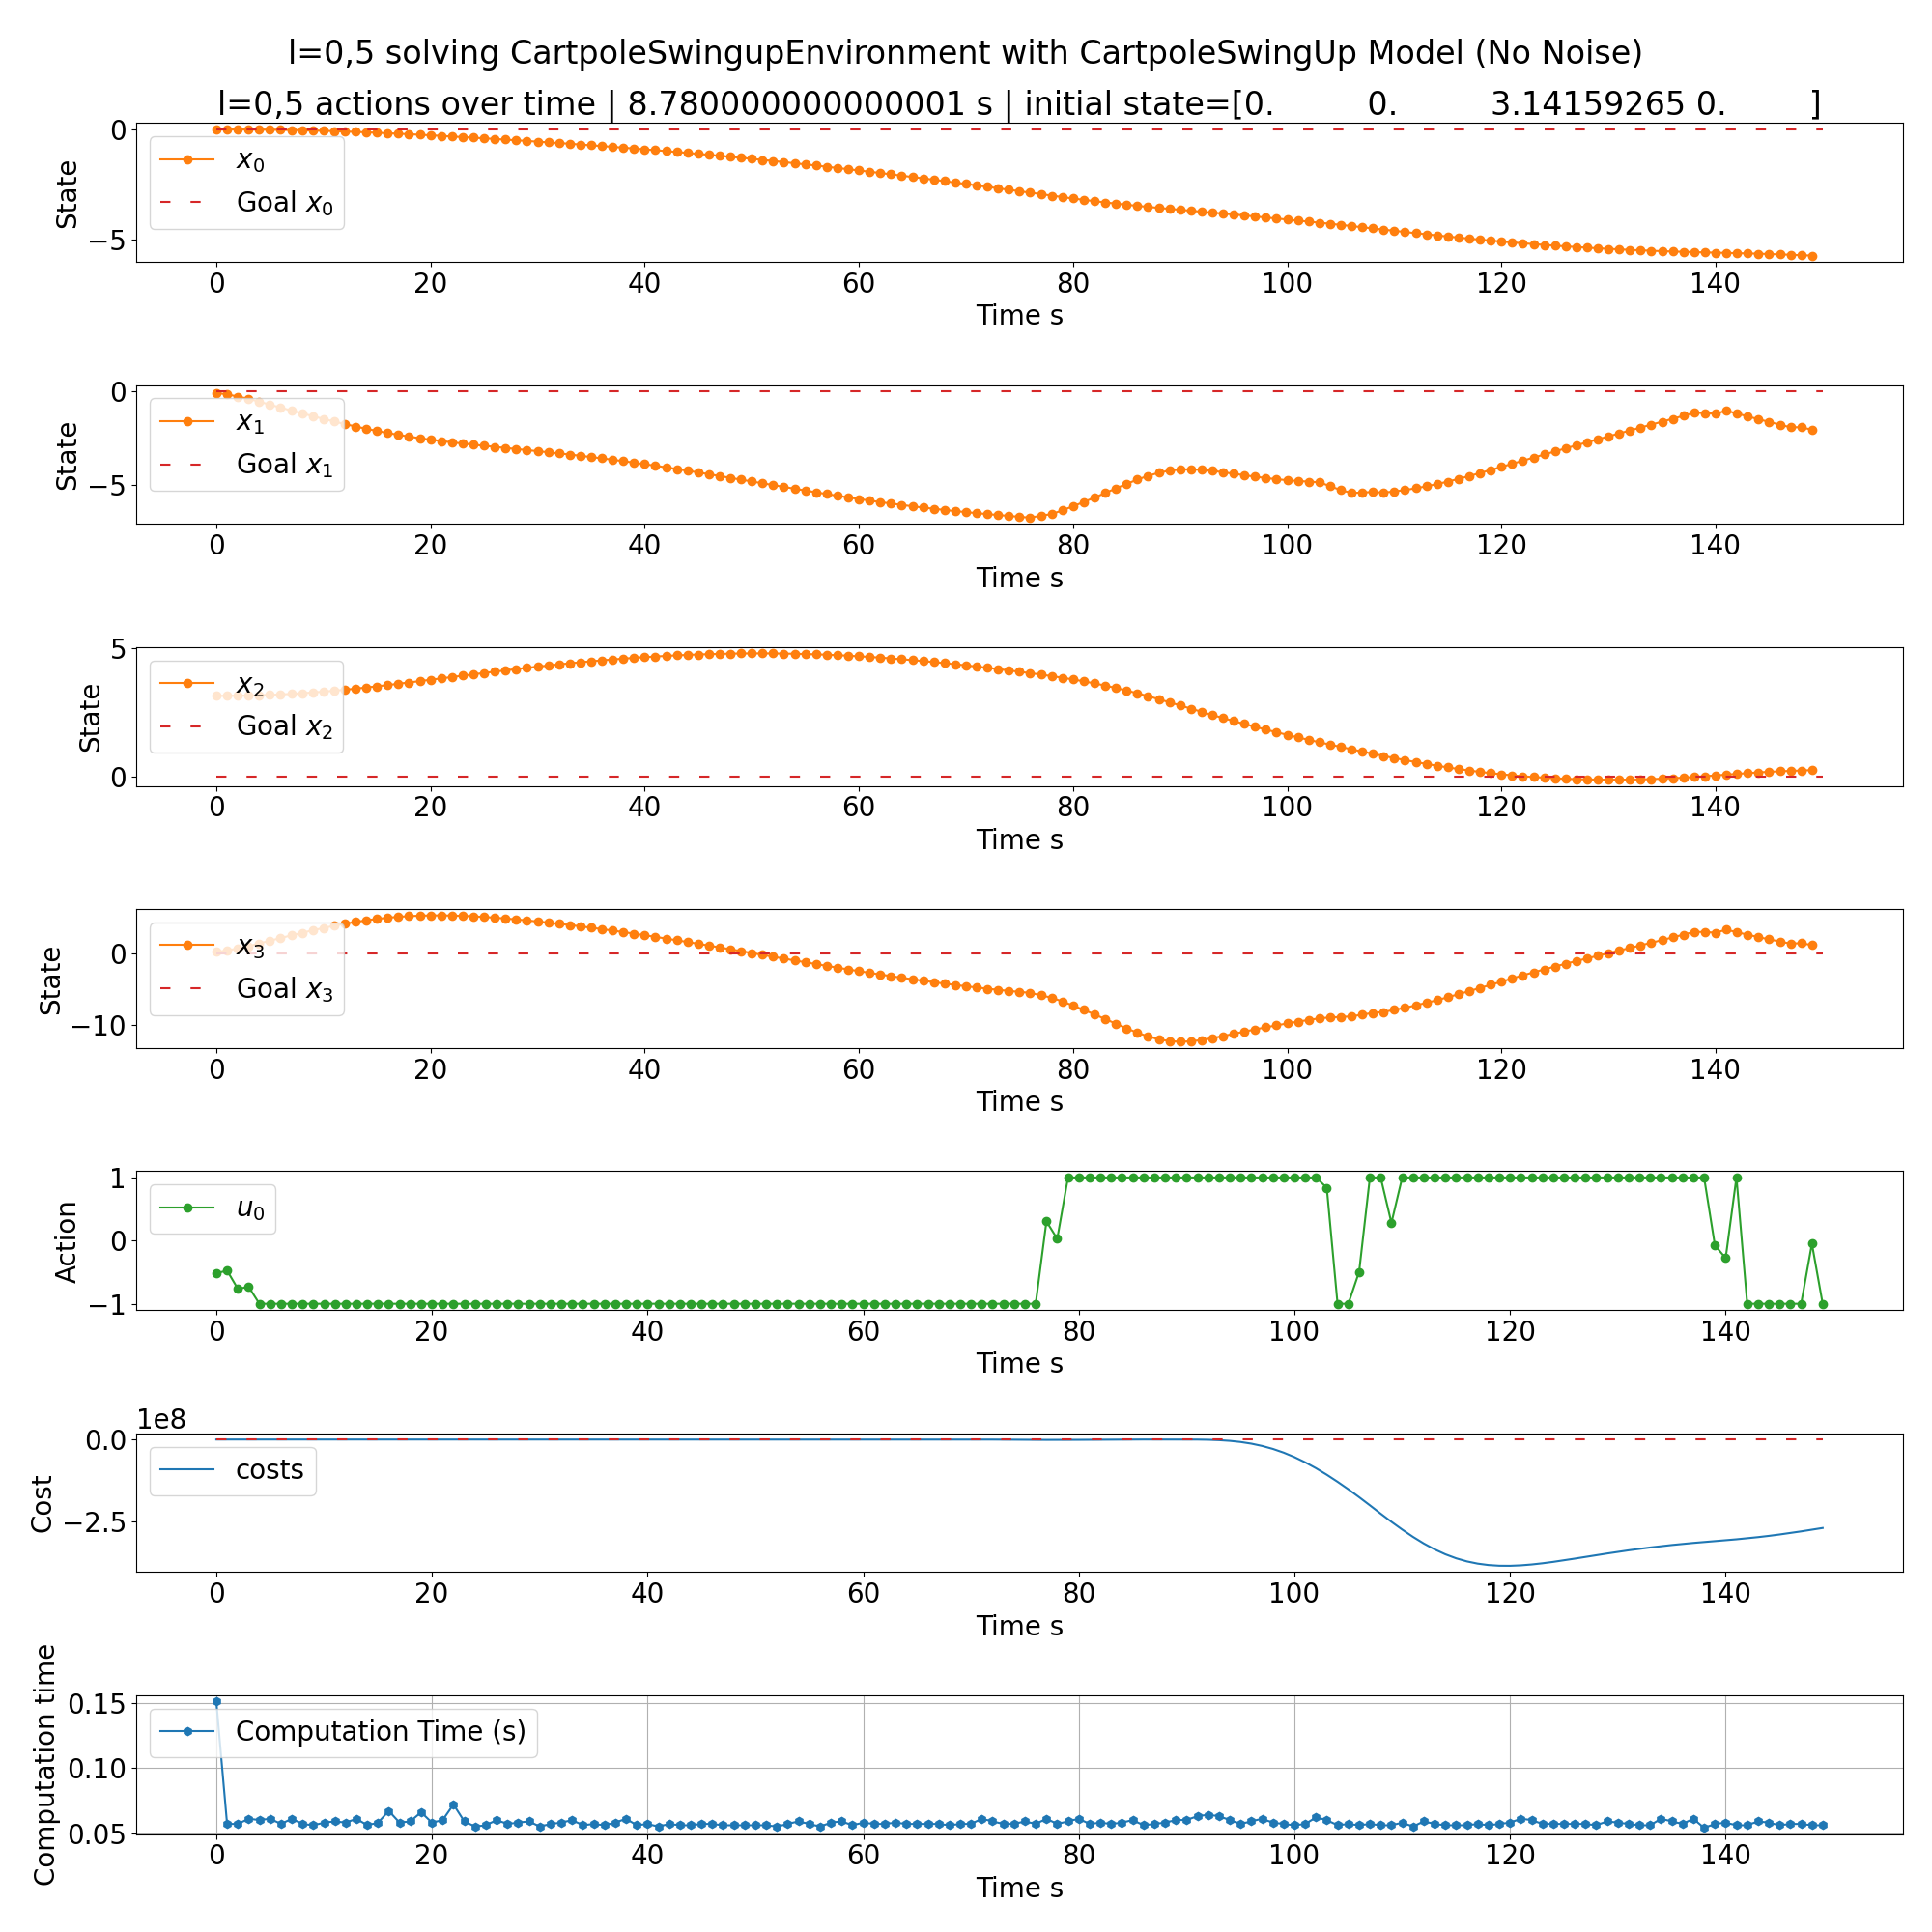 l=0,5 solving CartpoleSwingupEnvironment with CartpoleSwingUp Model (No Noise)
l=0,5 actions over time | 8.780000000000001 s | initial state=[0. 0. 3.14159265 0. ]
0
−5
State
x₀
Goal x₀
0 20 40 60 80 100 120 140
Time s
0
−5
State
x₁
Goal x₁
0 20 40 60 80 100 120 140
Time s
5
0
State
x₂
Goal x₂
0 20 40 60 80 100 120 140
Time s
0
−10
State
x₃
Goal x₃
0 20 40 60 80 100 120 140
Time s
1
0
−1
Action
u₀
0 20 40 60 80 100 120 140
Time s
1e8
0.0
−2.5
Cost
costs
0 20 40 60 80 100 120 140
Time s
0.15
0.10
0.05
Computation time
Computation Time (s)
0 20 40 60 80 100 120 140
Time s